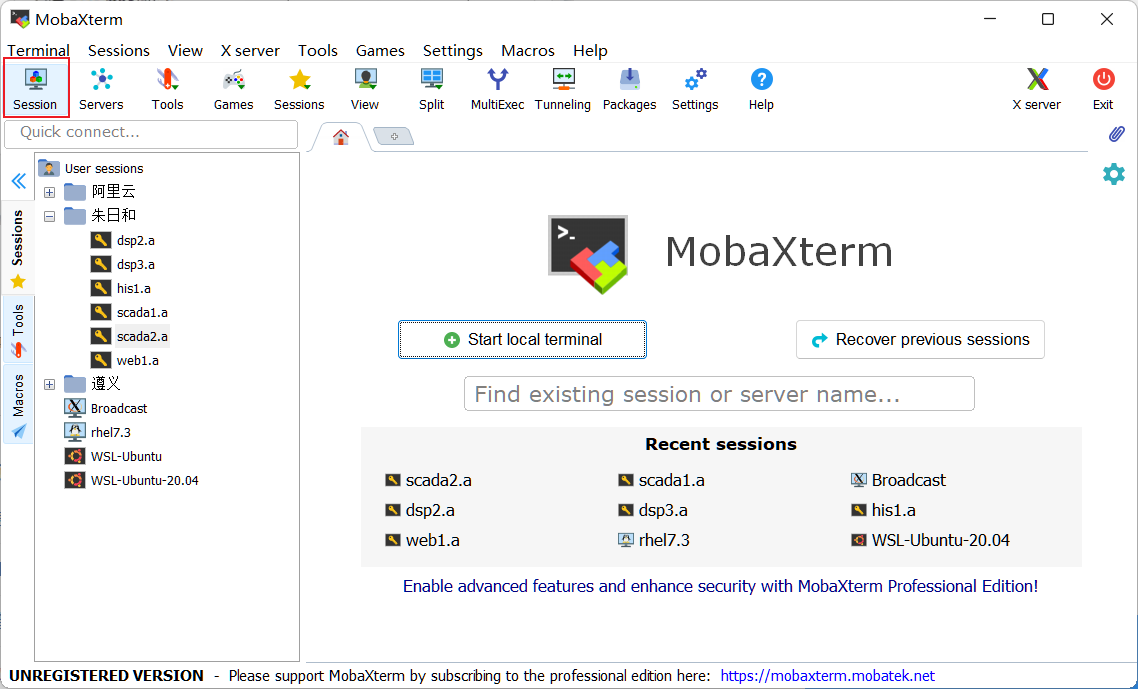 MobaXterm
Terminal Sessions View X server Tools Games Settings Macros Help
Session Servers Tools Games Sessions View Split MultiExec Tunneling Packages Settings Help X server Exit
Quick connect...
User sessions
阿里云
朱日和
dsp2.a
dsp3.a
his1.a
scada1.a
scada2.a
web1.a
遵义
Broadcast
rhel7.3
WSL-Ubuntu
WSL-Ubuntu-20.04
Sessions
Tools
Macros
>_
MobaXterm
Start local terminal
Recover previous sessions
Find existing session or server name...
Recent sessions
scada2.a scada1.a Broadcast
dsp2.a dsp3.a his1.a
web1.a rhel7.3 WSL-Ubuntu-20.04
Enable advanced features and enhance security with MobaXterm Professional Edition!
UNREGISTERED VERSION - Please support MobaXterm by subscribing to the professional edition here: https://mobaxterm.mobatek.net